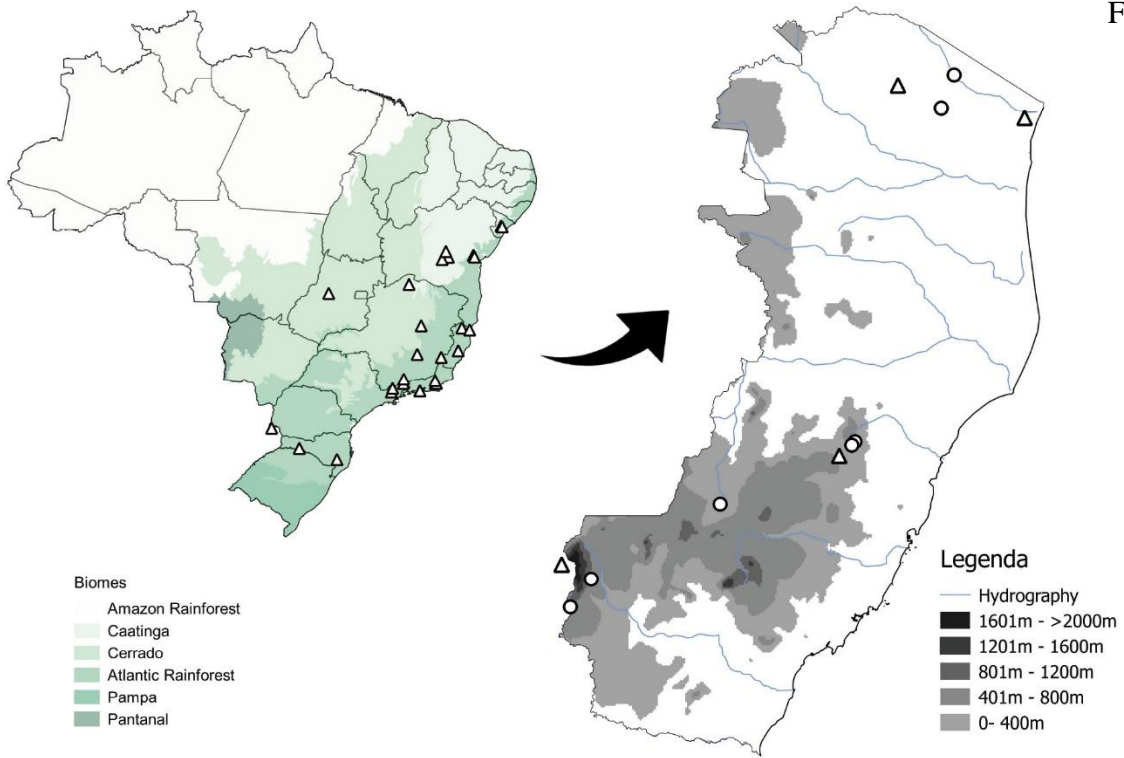 F
Biomes
Amazon Rainforest
Caatinga
Cerrado
Atlantic Rainforest
Pampa
Pantanal
Legenda
Hydrography
1601m - >2000m
1201m - 1600m
801m - 1200m
401m - 800m
0- 400m